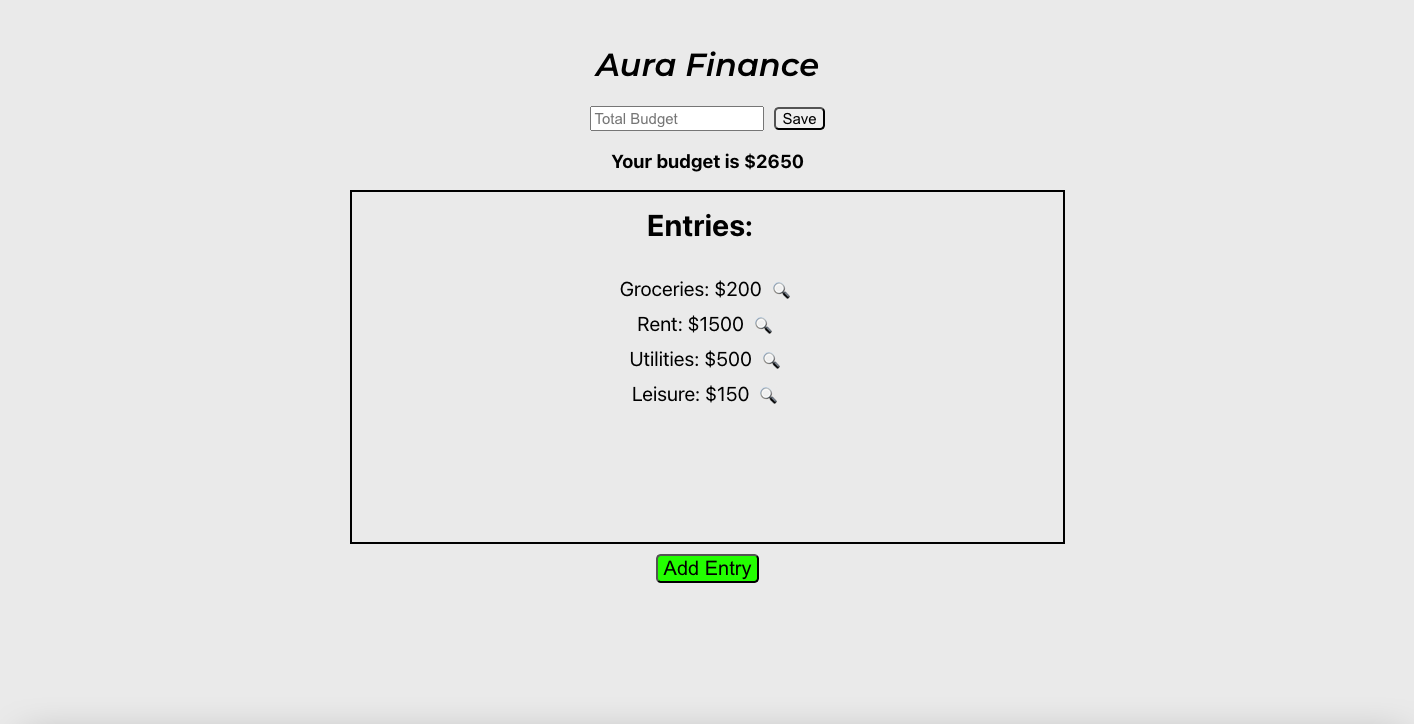 Aura Finance
Total Budget Save
Your budget is $2650
Entries:
Groceries: $200
Rent: $1500
Utilities: $500
Leisure: $150
Add Entry